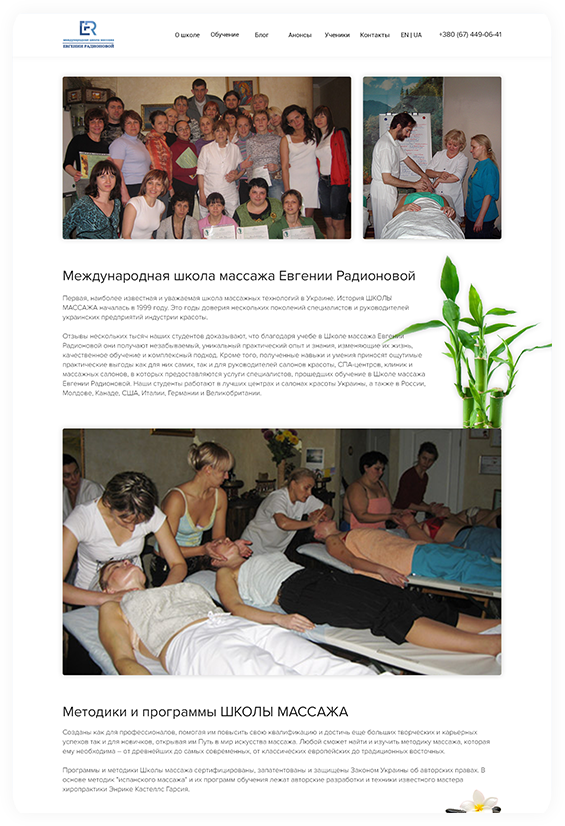 ER
МЕЖДУНАРОДНАЯ ШКОЛА МАССАЖА
ЕВГЕНИИ РАДИОНОВОЙ
О школе Обучение Блог Анонсы Ученики Контакты EN | UA +380 (67) 449-06-41
Международная школа массажа Евгении Радионовой
Первая, наиболее известная и уважаемая школа массажных технологий в Украине. История ШКОЛЫ
МАССАЖА началась в 1999 году. Это годы доверия нескольких поколений специалистов и руководителей
украинских предприятий индустрии красоты.
Отзывы нескольких тысяч наших студентов доказывают, что благодаря учебе в Школе массажа Евгении
Радионовой они получают незабываемый, уникальный практический опыт и знания, изменяющие их жизнь,
качественное обучение и комплексный подход. Кроме того, полученные навыки и умения приносят ощутимые
практические выгоды как для них самих, так и для руководителей салонов красоты, СПА-центров, клиник и
массажных салонов, в которых предоставляются услуги специалистов, прошедших обучение в Школе массажа
Евгении Радионовой. Наши студенты работают в лучших центрах и салонах красоты Украины, а также в России,
Молдове, Канаде, США, Италии, Германии и Великобритании.
Методики и программы ШКОЛЫ МАССАЖА
Созданы как для профессионалов, помогая им повысить свою квалификацию и достичь еще больших творческих и карьерных
успехов так и для новичков, открывая им Путь в мир искусства массажа. Любой сможет найти и изучить методику массажа, которая
ему необходима – от древнейших до самых современных, от классических европейских до традиционных восточных.
Программы и методики Школы массажа сертифицированы, запатентованы и защищены Законом Украины об авторских правах. В
основе методик "испанского массажа" и их программ обучения лежат авторские разработки и техники известного мастера
хиропрактики Энрике Кастеллс Гарсия.